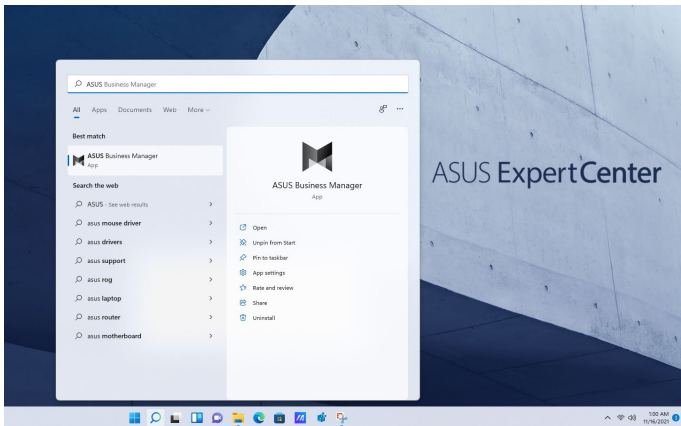 ASUS Business Manager
All Apps Documents Web More
Best match
ASUS Business Manager
App
Search the web
ASUS - See web results
asus mouse driver
asus drivers
asus support
asus rog
asus laptop
asus router
asus motherboard
ASUS Business Manager
App
Open
Unpin from Start
Pin to taskbar
App settings
Rate and review
Share
Uninstall
ASUS ExpertCenter
1:00 AM
11/16/2021